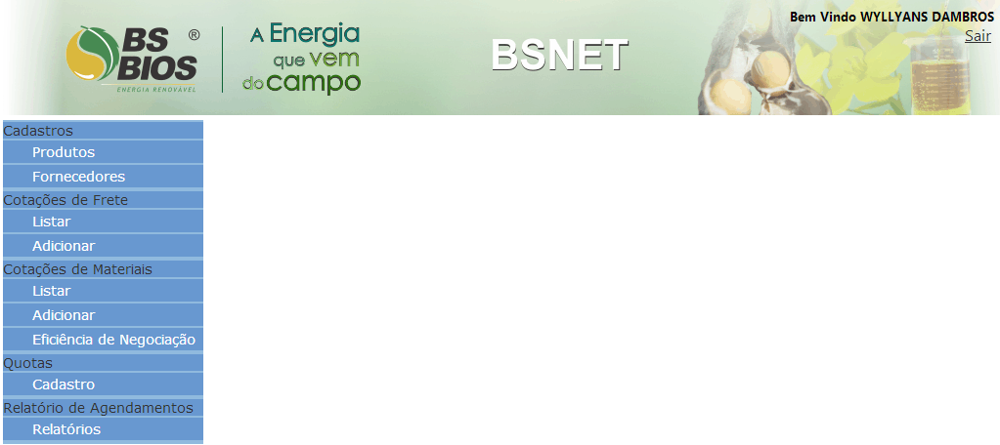 BS BIOS ®
ENERGIA RENOVÁVEL
A Energia
que vem
do campo
BSNET
Bem Vindo WYLLYANS DAMBROS
Sair
Cadastros
Produtos
Fornecedores
Cotações de Frete
Listar
Adicionar
Cotações de Materiais
Listar
Adicionar
Eficiência de Negociação
Quotas
Cadastro
Relatório de Agendamentos
Relatórios